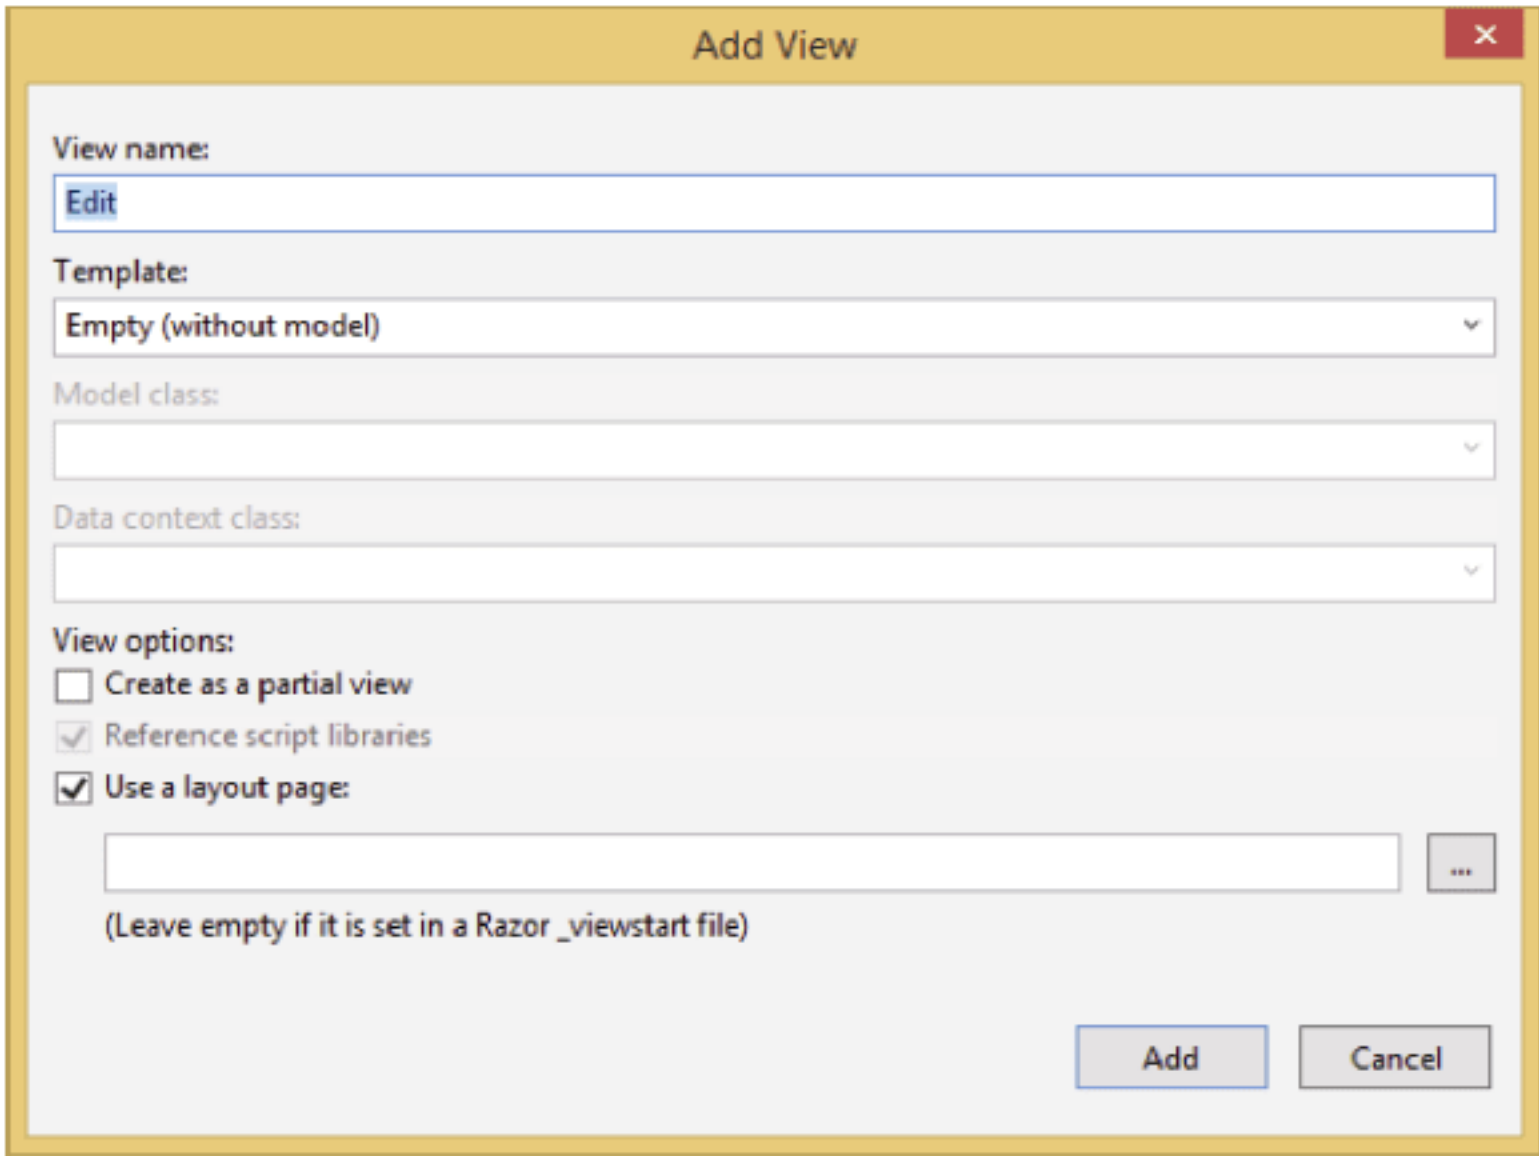 Add View
View name:
Edit
Template:
Empty (without model)
Model class:
Data context class:
View options:
Create as a partial view
Reference script libraries
Use a layout page:
...
(Leave empty if it is set in a Razor _viewstart file)
Add
Cancel